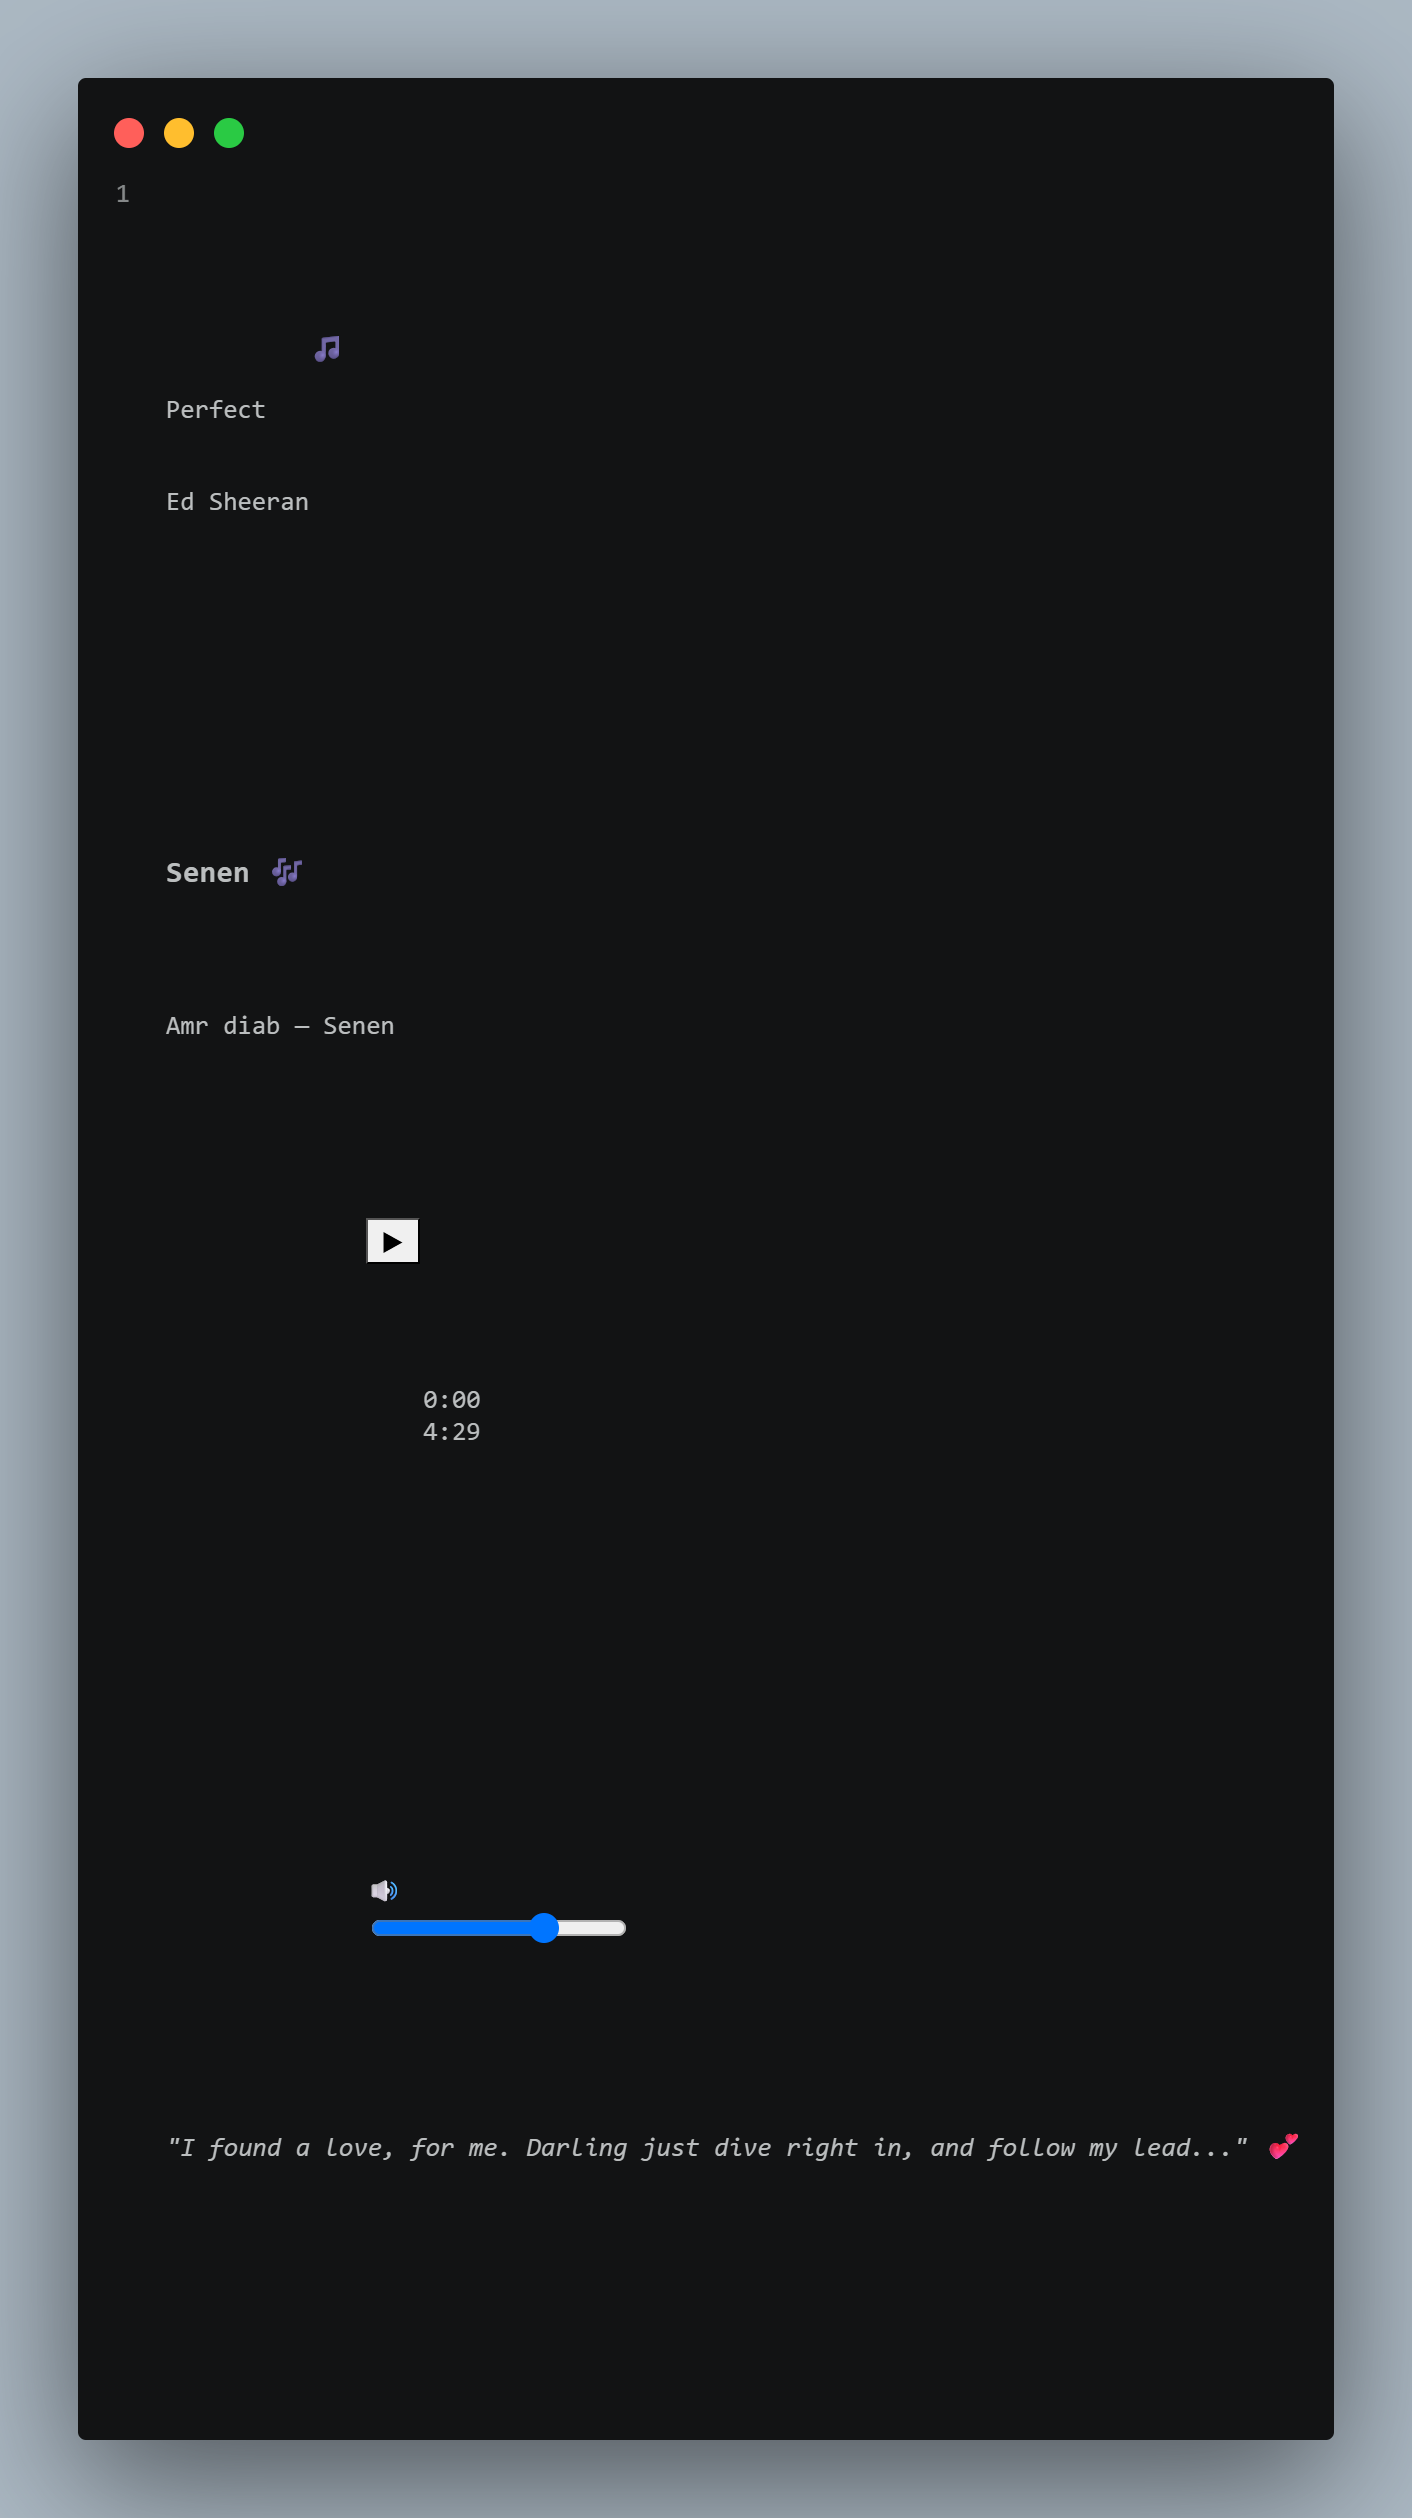 1
🎵
Perfect
Ed Sheeran
Senen 🎶
Amr diab — Senen
▶
0:00
4:29
🔊
"I found a love, for me. Darling just dive right in, and follow my lead..." 💕